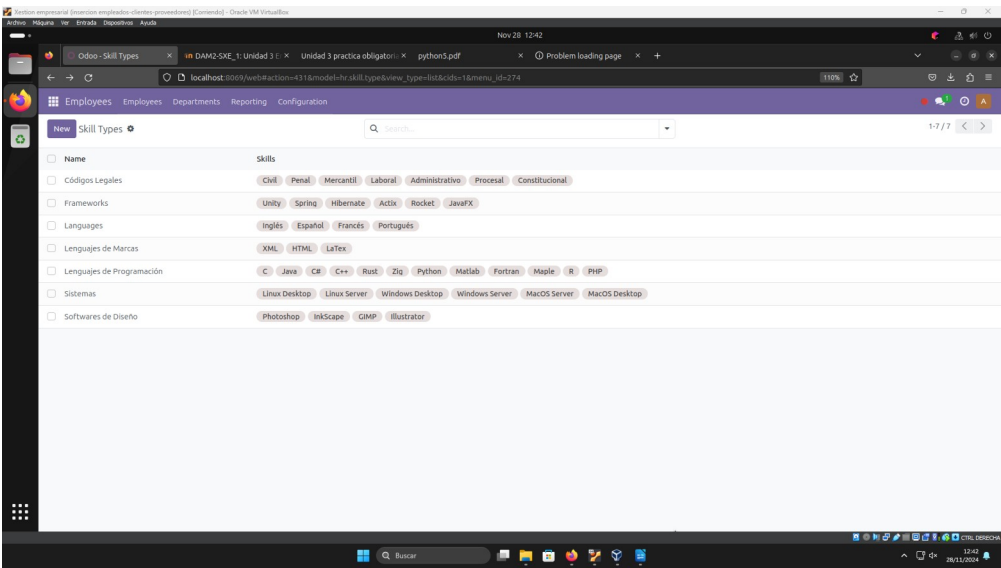 Xestion empresarial (insercion empleados-clientes-proveedores) [Corriendo] - Oracle VM VirtualBox
Archivo Máquina Ver Entrada Dispositivos Ayuda
Nov 28 12:42
Odoo - Skill Types
DAM2-SXE_1: Unidad 3 E
Unidad 3 practica obligatori
python5.pdf
Problem loading page
localhost:8069/web#action=431&model=hr.skill.type&view_type=list&cids=1&menu_id=274
110%
Employees Employees Departments Reporting Configuration
1
A
New Skill Types
Search...
1-7 / 7
Name Skills
Códigos Legales Civil Penal Mercantil Laboral Administrativo Procesal Constitucional
Frameworks Unity Spring Hibernate Actix Rocket JavaFX
Languages Inglés Español Francés Portugués
Lenguajes de Marcas XML HTML LaTex
Lenguajes de Programación C Java C# C++ Rust Zig Python Matlab Fortran Maple R PHP
Sistemas Linux Desktop Linux Server Windows Desktop Windows Server MacOS Server MacOS Desktop
Softwares de Diseño Photoshop InkScape GIMP Illustrator
CTRL DERECHA
Buscar
12:42
28/11/2024